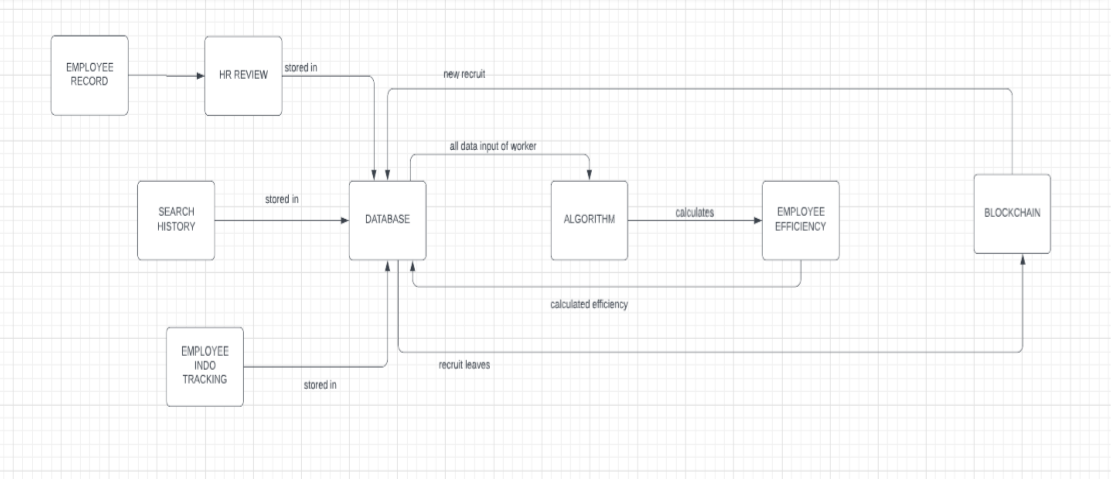 EMPLOYEE
RECORD
HR REVIEW
stored in
new recruit
all data input of worker
SEARCH
HISTORY
stored in
DATABASE
ALGORITHM
calculates
EMPLOYEE
EFFICIENCY
BLOCKCHAIN
calculated efficiency
EMPLOYEE
INDO
TRACKING
stored in
recruit leaves